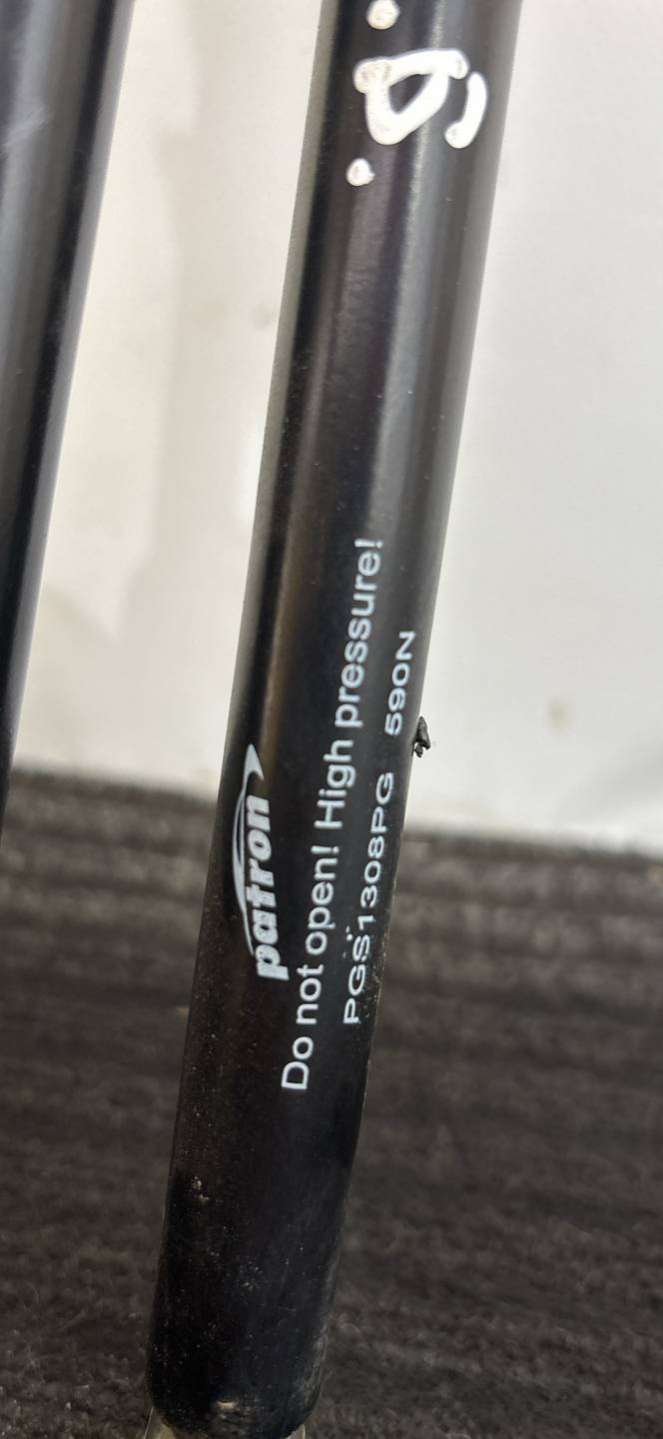 patron
Do not open! High pressure!
PGS1308PG 590N